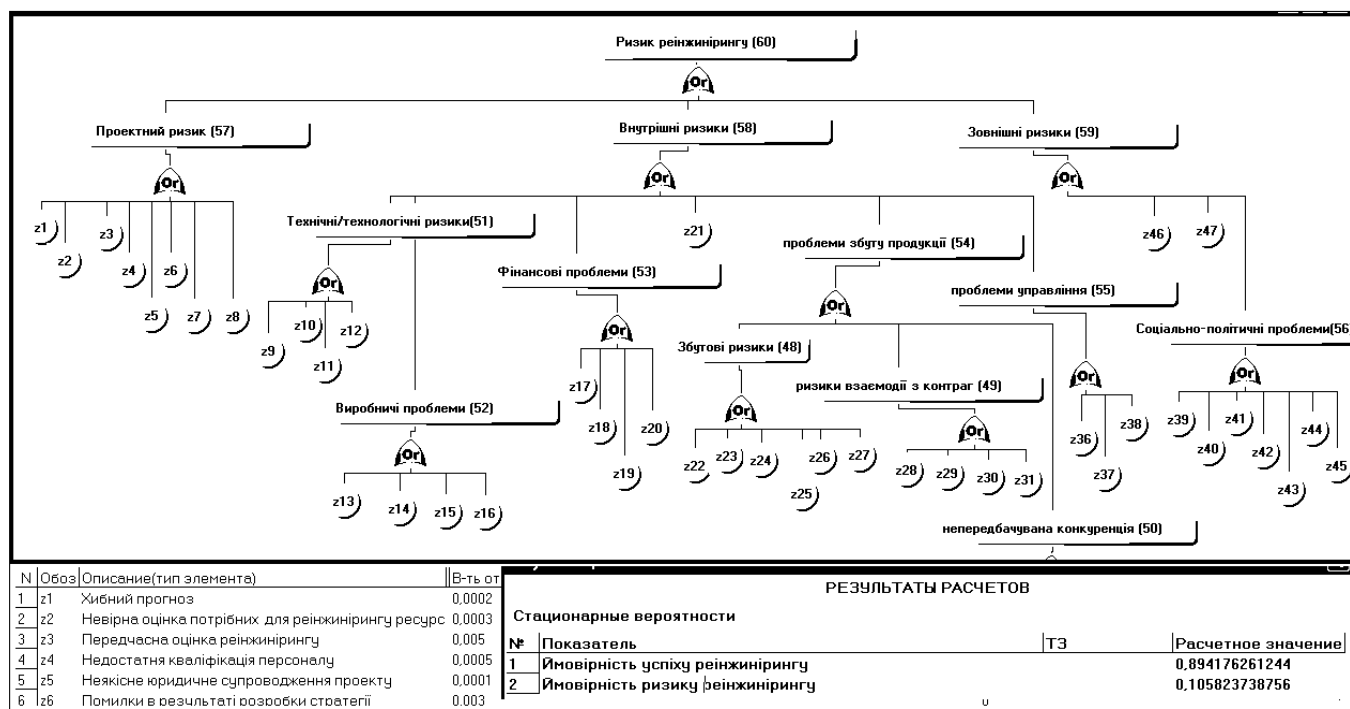 Ризик реінжинірингу (60)
Or
Проектний ризик (57)
Внутрішні ризики (58)
Зовнішні ризики (59)
Or
Or
Or
z1
z2
z3
z4
z5
z6
z7
z8
Технічні/технологічні ризики(51)
z21
z46
z47
Or
z9
z10
z11
z12
Фінансові проблеми (53)
Or
z17
z18
z19
z20
проблеми збуту продукції (54)
Or
проблеми управління (55)
Or
z36
z37
z38
Соціально-політичні проблеми(56
Or
z39
z40
z41
z42
z43
z44
z45
Збутові ризики (48)
Or
z22
z23
z24
z25
z26
z27
ризики взаємодії з контраг (49)
Or
z28
z29
z30
z31
Виробничі проблеми (52)
Or
z13
z14
z15
z16
непередбачувана конкуренція (50)
N Обоз Описание(тип элемента) В-ть от
1 z1 Хибний прогноз 0,0002
2 z2 Невірна оцінка потрібних для реінжинірингу ресурс 0,0003
3 z3 Передчасна оцінка реінжинірингу 0,005
4 z4 Недостатня кваліфікація персоналу 0,0005
5 z5 Неякісне юридичне супроводження проекту 0,0001
6 z6 Помилки в результаті розробки стратегії 0,003
РЕЗУЛЬТАТЫ РАСЧЕТОВ
Стационарные вероятности
№ Показатель ТЗ Расчетное значение
1 Ймовірність успіху реінжинірингу 0,894176261244
2 Ймовірність ризику реінжинірингу 0,105823738756